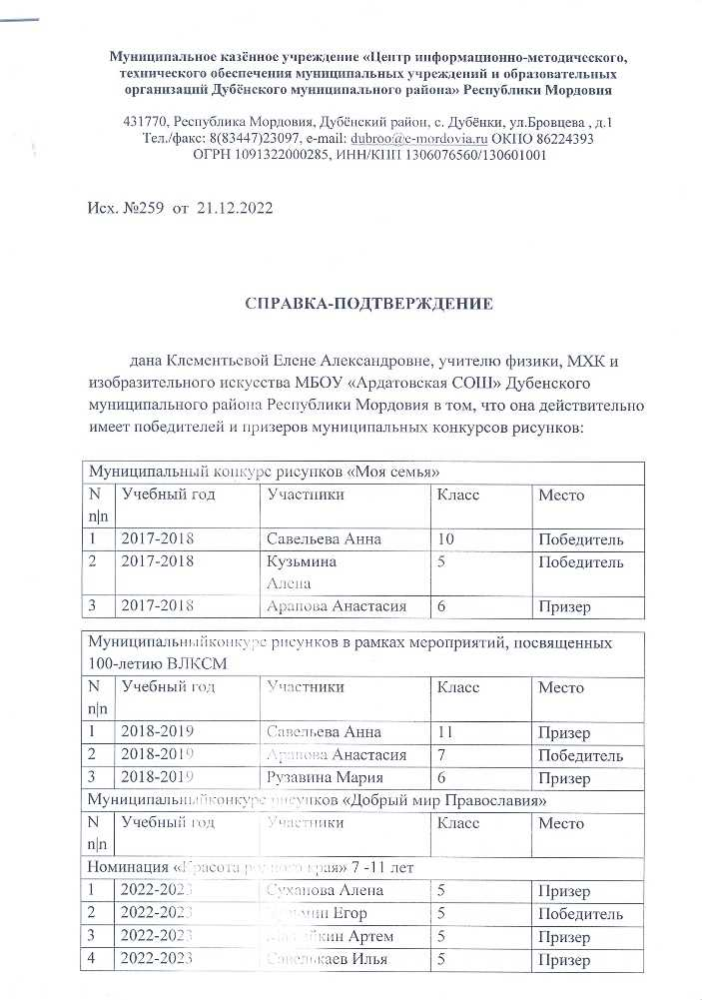 Муниципальное казённое учреждение «Центр информационно-методического,
технического обеспечения муниципальных учреждений и образовательных
организаций Дубёнского муниципального района» Республики Мордовия
431770, Республика Мордовия, Дубёнский район, с. Дубёнки, ул.Бровцева , д.1
Тел./факс: 8(83447)23097, e-mail: dubroo@e-mordovia.ru ОКПО 86224393
ОГРН 1091322000285, ИНН/КПП 1306076560/130601001
Исх. №259 от 21.12.2022
СПРАВКА-ПОДТВЕРЖДЕНИЕ
дана Клементьевой Елене Александровне, учителю физики, МХК и
изобразительного искусства МБОУ «Ардатовская СОШ» Дубенского
муниципального района Республики Мордовия в том, что она действительно
имеет победителей и призеров муниципальных конкурсов рисунков:
Муниципальный конкурс рисунков «Моя семья»
N Учебный год Участники Класс Место
п|п
1 2017-2018 Савельева Анна 10 Победитель
2 2017-2018 Кузьмина 5 Победитель
Алена
3 2017-2018 Арапова Анастасия 6 Призер
Муниципальныйконкурс рисунков в рамках мероприятий, посвященных
100-летию ВЛКСМ
N Учебный год Участники Класс Место
п|п
1 2018-2019 Савельева Анна 11 Призер
2 2018-2019 Арапова Анастасия 7 Победитель
3 2018-2019 Рузавина Мария 6 Призер
Муниципальныйконкурс рисунков «Добрый мир Православия»
N Учебный год Участники Класс Место
п|п
Номинация «Красота родного края» 7 -11 лет
1 2022-2023 Суханова Алена 5 Призер
2 2022-2023 Егор 5 Победитель
3 2022-2023 Артем 5 Призер
4 2022-2023 Савелькаев Илья 5 Призер